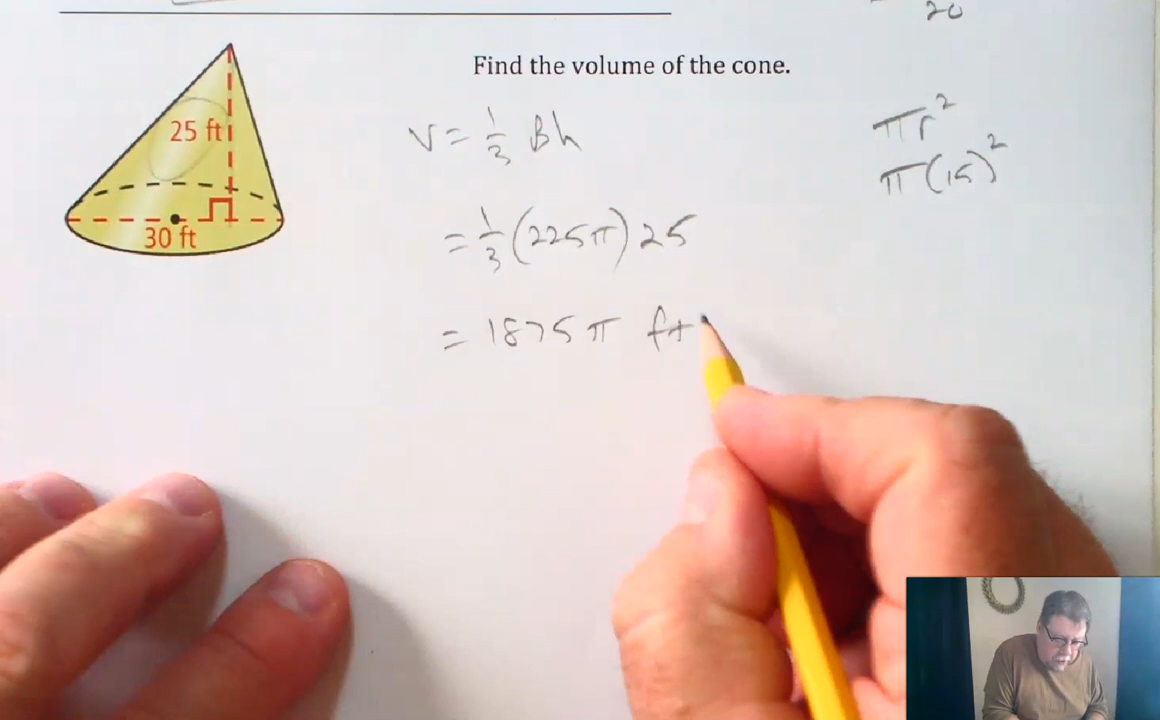 20
Find the volume of the cone.
25 ft
30 ft
V = 1/3 Bh
= 1/3 (225π) 25
= 1875π ft
πr²
π(15)²